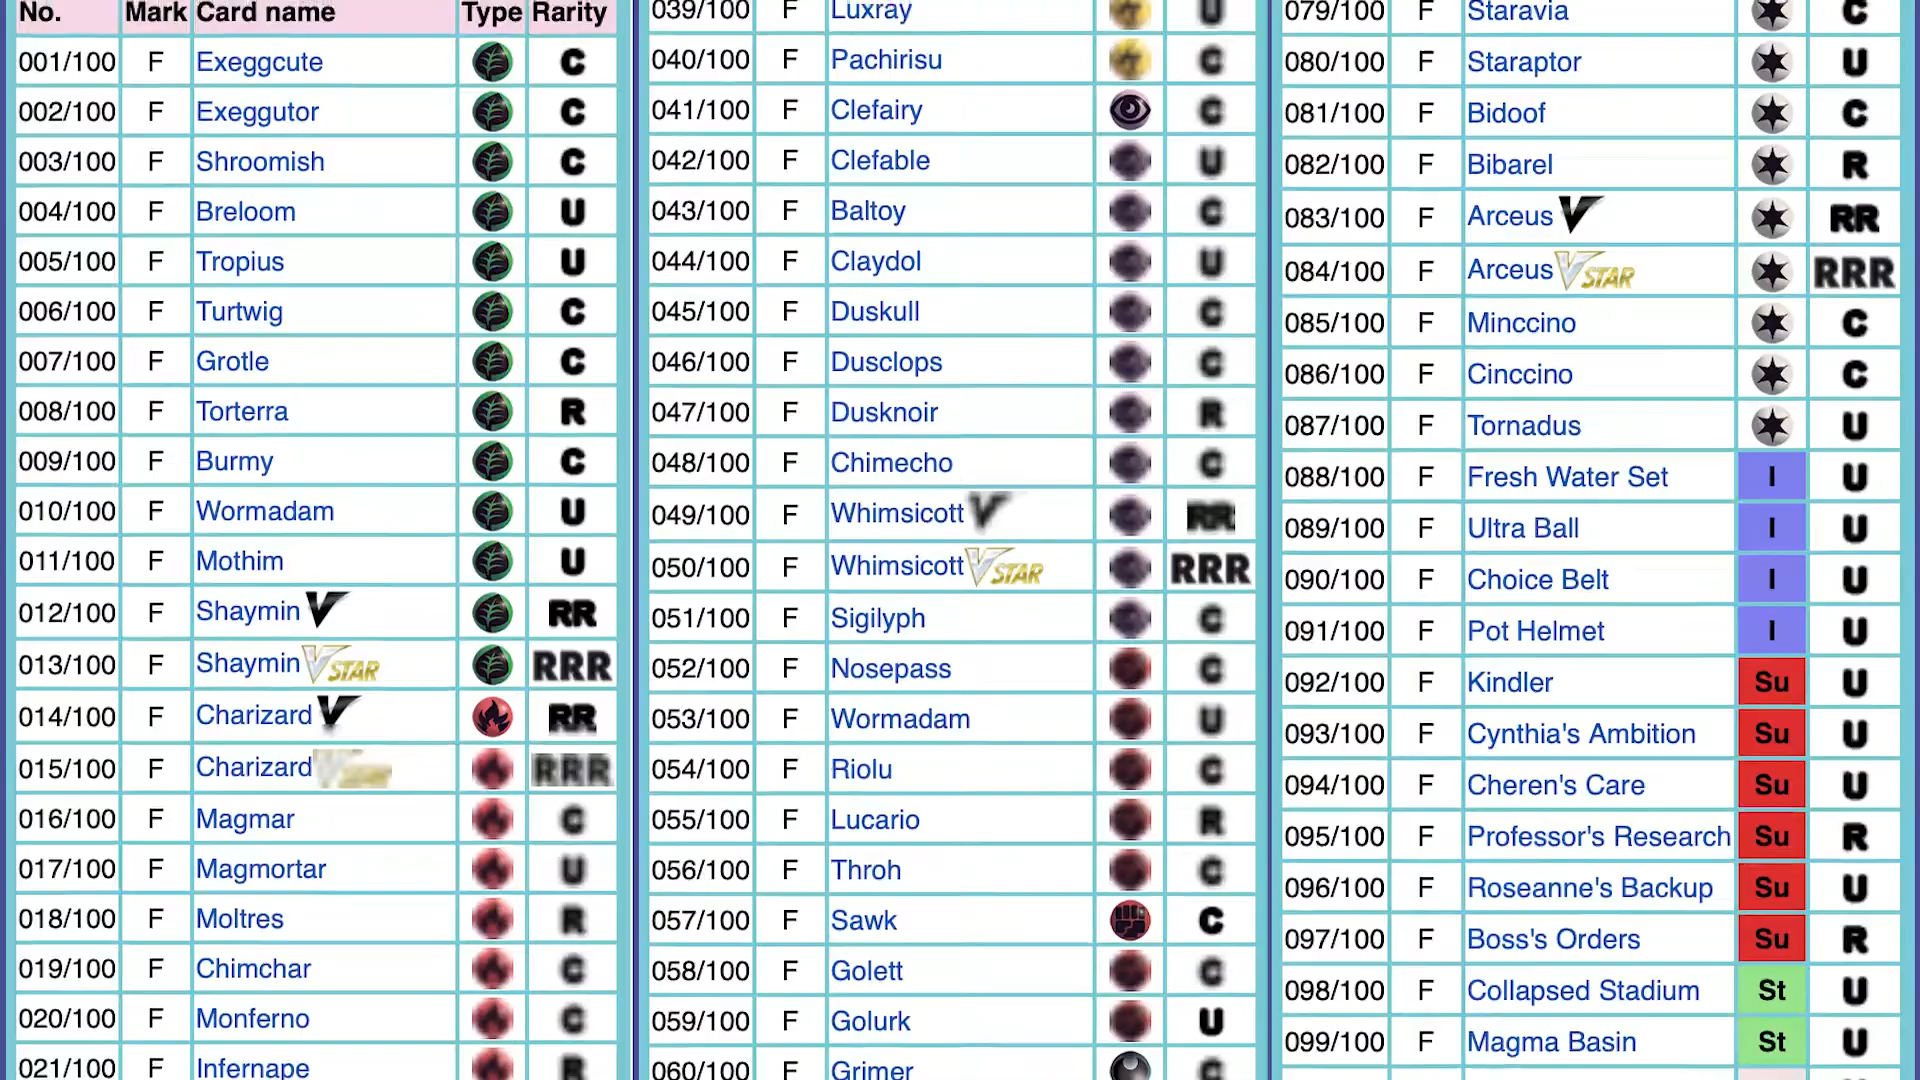 No. Mark Card name Type Rarity
001/100 F Exeggcute C
002/100 F Exeggutor C
003/100 F Shroomish C
004/100 F Breloom U
005/100 F Tropius U
006/100 F Turtwig C
007/100 F Grotle C
008/100 F Torterra R
009/100 F Burmy C
010/100 F Wormadam U
011/100 F Mothim U
012/100 F Shaymin V RR
013/100 F Shaymin VSTAR RRR
014/100 F Charizard V RR
015/100 F Charizard VSTAR RRR
016/100 F Magmar C
017/100 F Magmortar U
018/100 F Moltres R
019/100 F Chimchar C
020/100 F Monferno C
021/100 F Infernape R
039/100 F Luxray U
040/100 F Pachirisu C
041/100 F Clefairy C
042/100 F Clefable U
043/100 F Baltoy C
044/100 F Claydol U
045/100 F Duskull C
046/100 F Dusclops C
047/100 F Dusknoir R
048/100 F Chimecho C
049/100 F Whimsicott V RR
050/100 F Whimsicott VSTAR RRR
051/100 F Sigilyph C
052/100 F Nosepass C
053/100 F Wormadam U
054/100 F Riolu C
055/100 F Lucario R
056/100 F Throh C
057/100 F Sawk C
058/100 F Golett C
059/100 F Golurk U
060/100 F Grimer C
079/100 F Staravia C
080/100 F Staraptor U
081/100 F Bidoof C
082/100 F Bibarel R
083/100 F Arceus V RR
084/100 F Arceus VSTAR RRR
085/100 F Minccino C
086/100 F Cinccino C
087/100 F Tornadus U
088/100 F Fresh Water Set I U
089/100 F Ultra Ball I U
090/100 F Choice Belt I U
091/100 F Pot Helmet I U
092/100 F Kindler Su U
093/100 F Cynthia's Ambition Su U
094/100 F Cheren's Care Su U
095/100 F Professor's Research Su R
096/100 F Roseanne's Backup Su U
097/100 F Boss's Orders Su R
098/100 F Collapsed Stadium St U
099/100 F Magma Basin St U